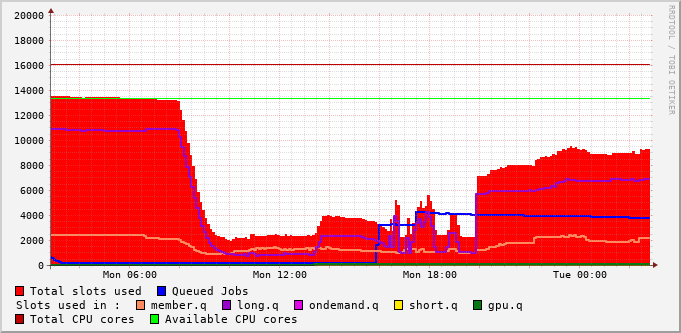 RRDTOOL / TOBI OETIKER
20000
18000
16000
14000
12000
10000
8000
6000
4000
2000
0
Mon 06:00 Mon 12:00 Mon 18:00 Tue 00:00
Total slots used Queued Jobs
Slots used in : member.q long.q ondemand.q short.q gpu.q
Total CPU cores Available CPU cores